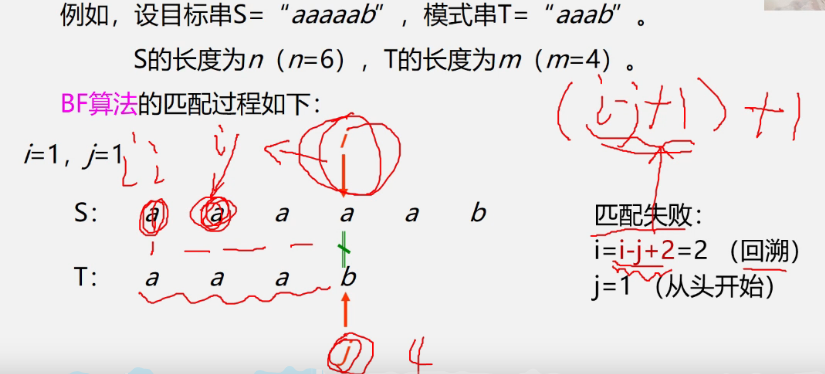 例如，设目标串S=“aaaaab”，模式串T=“aaab”。
S的长度为n（n=6），T的长度为m（m=4）。
BF算法的匹配过程如下：
(i-j+1)+1
i=1，j=1
i i i i
S： a a a a a b
T： a a a b
j 4
匹配失败：
i=i-j+2=2 （回溯）
j=1（从头开始）